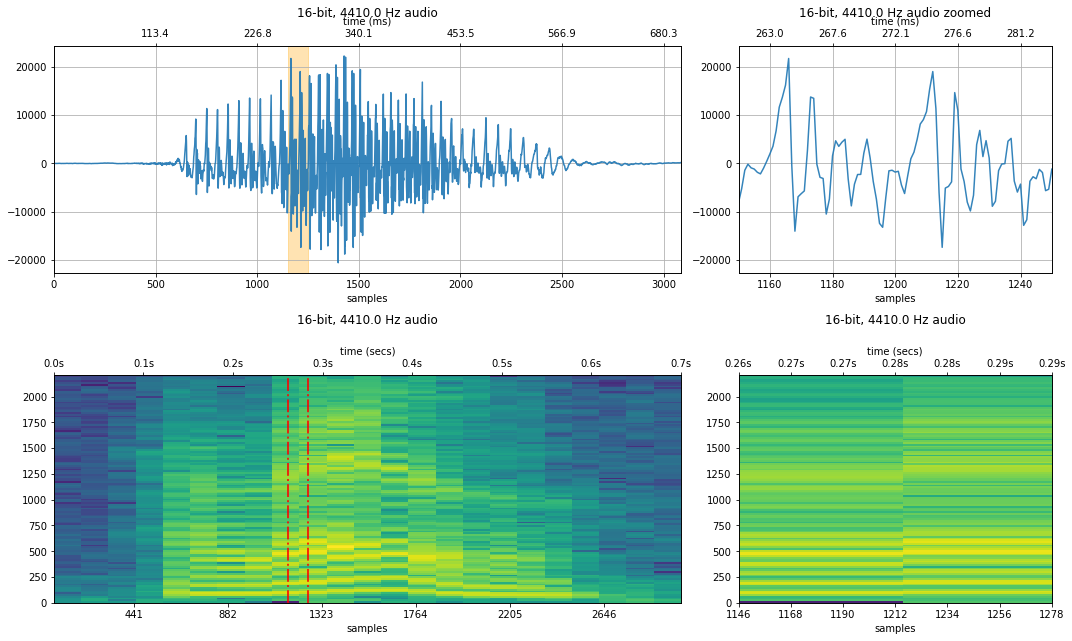 16-bit, 4410.0 Hz audio
time (ms)
113.4 226.8 340.1 453.5 566.9 680.3
20000
10000
0
−10000
−20000
0 500 1000 1500 2000 2500 3000
samples
16-bit, 4410.0 Hz audio zoomed
time (ms)
263.0 267.6 272.1 276.6 281.2
20000
10000
0
−10000
−20000
1160 1180 1200 1220 1240
samples
16-bit, 4410.0 Hz audio
time (secs)
0.0s 0.1s 0.2s 0.3s 0.4s 0.5s 0.6s 0.7s
2000
1750
1500
1250
1000
750
500
250
0
441 882 1323 1764 2205 2646
samples
16-bit, 4410.0 Hz audio
time (secs)
0.26s 0.27s 0.27s 0.28s 0.28s 0.29s 0.29s
2000
1750
1500
1250
1000
750
500
250
0
1146 1168 1190 1212 1234 1256 1278
samples